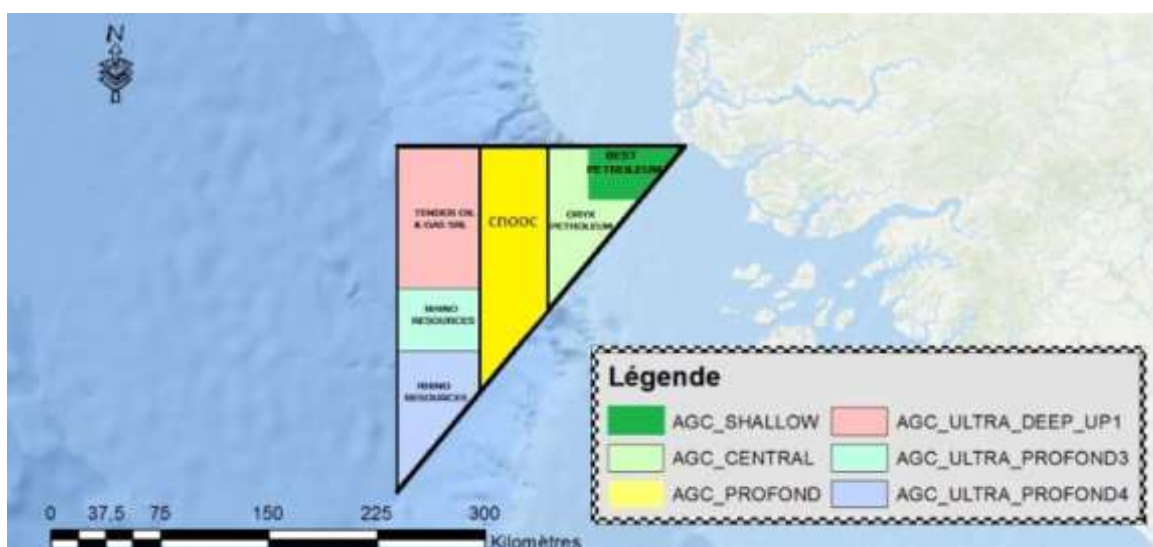 N
BEST
PETROLEUM
TENDER OIL
& GAS SRL
cnooc
ORYX
PETROLEUM
RHINO
RESOURCES
RHINO
RESOURCES
Légende
AGC_SHALLOW
AGC_ULTRA_DEEP_UP1
AGC_CENTRAL
AGC_ULTRA_PROFOND3
AGC_PROFOND
AGC_ULTRA_PROFOND4
0 37,5 75 150 225 300
Kilomètres